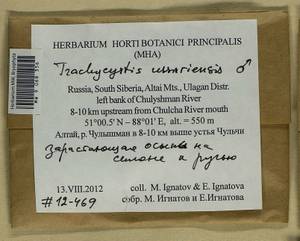 HERBARIUM HORTI BOTANICI PRINCIPALIS
(MHA)
Trachycystis ussuriensis ♂
Russia, South Siberia, Altai Mts., Ulagan Distr.
left bank of Chulyshman River
8-10 km upstream from Chulcha River mouth
51°00.5' N – 88°01' E, alt. = 550 m
Алтай, р. Чулышман в 8-10 км выше устья Чульчи
зарастающая осыпь на
склоне к ручью
13.VIII.2012 coll. M. Ignatov & E. Ignatova
#12-469 собр. М. Игнатов и Е.Игнатова